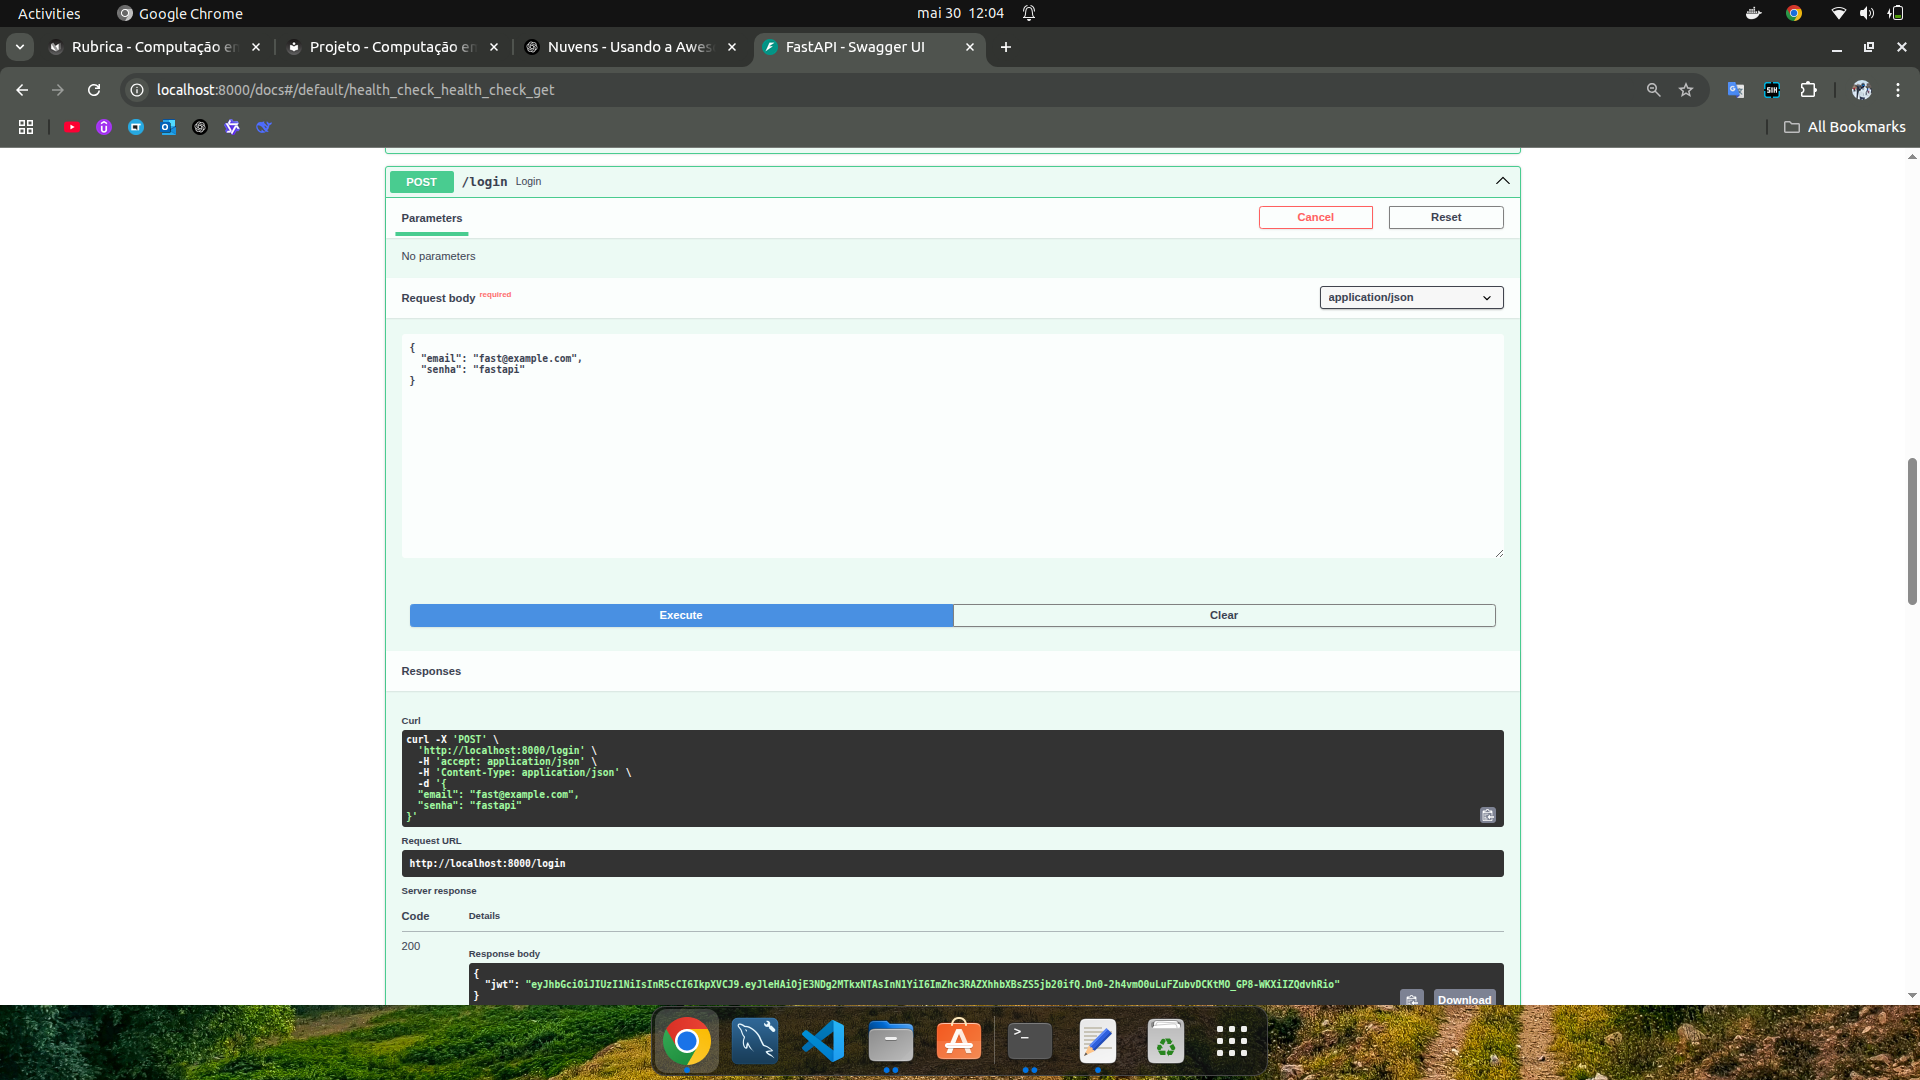 Activities
Google Chrome
mai 30 12:04
Rubrica - Computação en
Projeto - Computação en
Nuvens - Usando a Awes
FastAPI - Swagger UI
localhost:8000/docs#/default/health_check_health_check_get
All Bookmarks
POST /login Login
Parameters
Cancel
Reset
No parameters
Request body required
application/json
{
"email": "fast@example.com",
"senha": "fastapi"
}
Execute
Clear
Responses
Curl
curl -X 'POST' \
'http://localhost:8000/login' \
-H 'accept: application/json' \
-H 'Content-Type: application/json' \
-d '{
"email": "fast@example.com",
"senha": "fastapi"
}'
Request URL
http://localhost:8000/login
Server response
Code Details
200
Response body
{
"jwt": "eyJhbGciOiJIUzI1NiIsInR5cCI6IkpXVCJ9.eyJleHAiOjE3NDg2MTkxNTAsInN1YiI6ImZhc3RAZXhhbXBsZS5jb20ifQ.Dn0-2h4vmO0uLuFZubvDCKtMO_GP8-WKXiIZQdvhRio"
}
Download